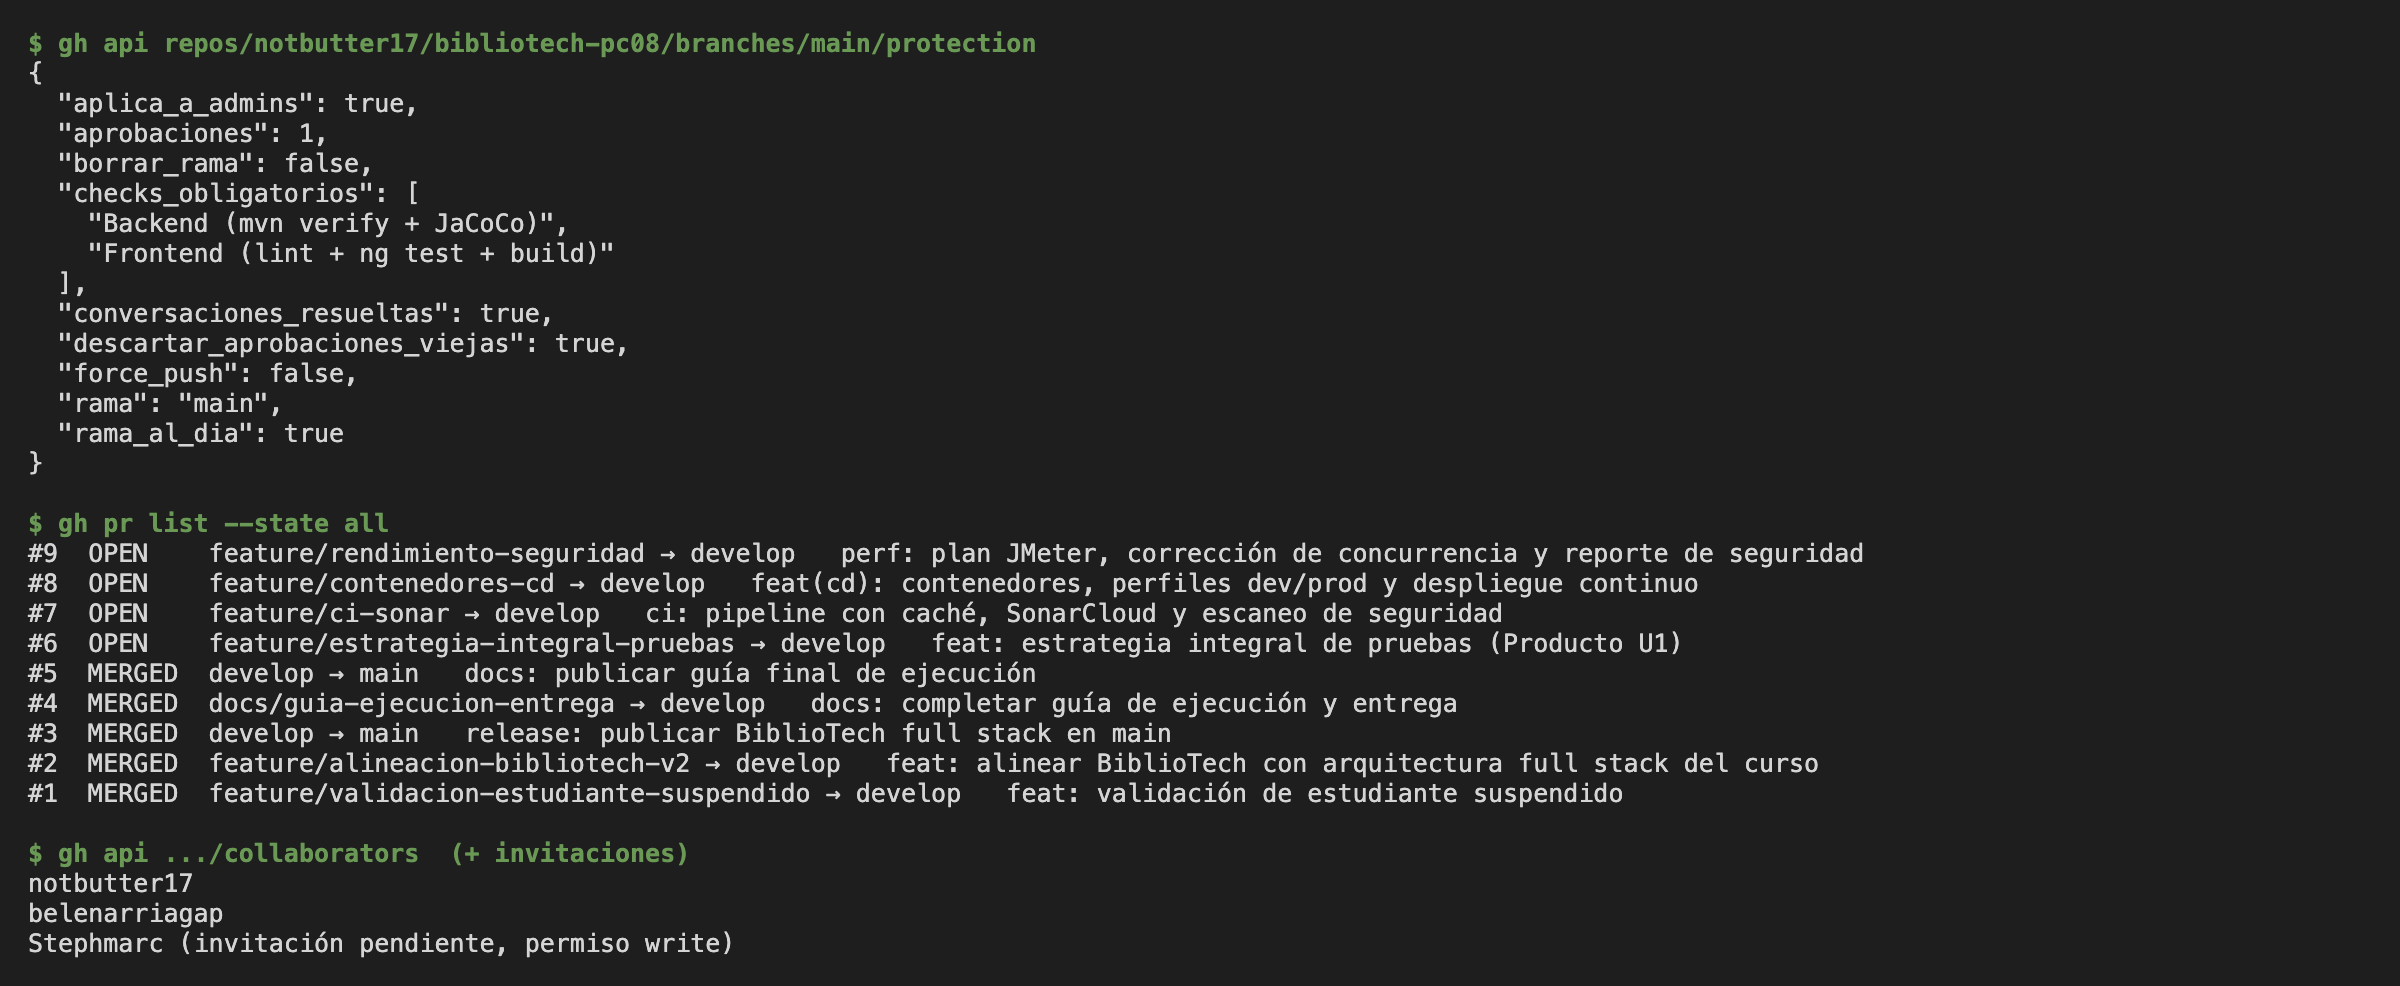 $ gh api repos/notbutter17/bibliotech-pc08/branches/main/protection
{
  "aplica_a_admins": true,
  "aprobaciones": 1,
  "borrar_rama": false,
  "checks_obligatorios": [
    "Backend (mvn verify + JaCoCo)",
    "Frontend (lint + ng test + build)"
  ],
  "conversaciones_resueltas": true,
  "descartar_aprobaciones_viejas": true,
  "force_push": false,
  "rama": "main",
  "rama_al_dia": true
}
$ gh pr list --state all
#9  OPEN    feature/rendimiento-seguridad → develop   perf: plan JMeter, corrección de concurrencia y reporte de seguridad
#8  OPEN    feature/contenedores-cd → develop   feat(cd): contenedores, perfiles dev/prod y despliegue continuo
#7  OPEN    feature/ci-sonar → develop   ci: pipeline con caché, SonarCloud y escaneo de seguridad
#6  OPEN    feature/estrategia-integral-pruebas → develop   feat: estrategia integral de pruebas (Producto U1)
#5  MERGED  develop → main   docs: publicar guía final de ejecución
#4  MERGED  docs/guia-ejecucion-entrega → develop   docs: completar guía de ejecución y entrega
#3  MERGED  develop → main   release: publicar BiblioTech full stack en main
#2  MERGED  feature/alineacion-bibliotech-v2 → develop   feat: alinear BiblioTech con arquitectura full stack del curso
#1  MERGED  feature/validacion-estudiante-suspendido → develop   feat: validación de estudiante suspendido
$ gh api .../collaborators  (+ invitaciones)
notbutter17
belenarriagap
Stephmarc (invitación pendiente, permiso write)